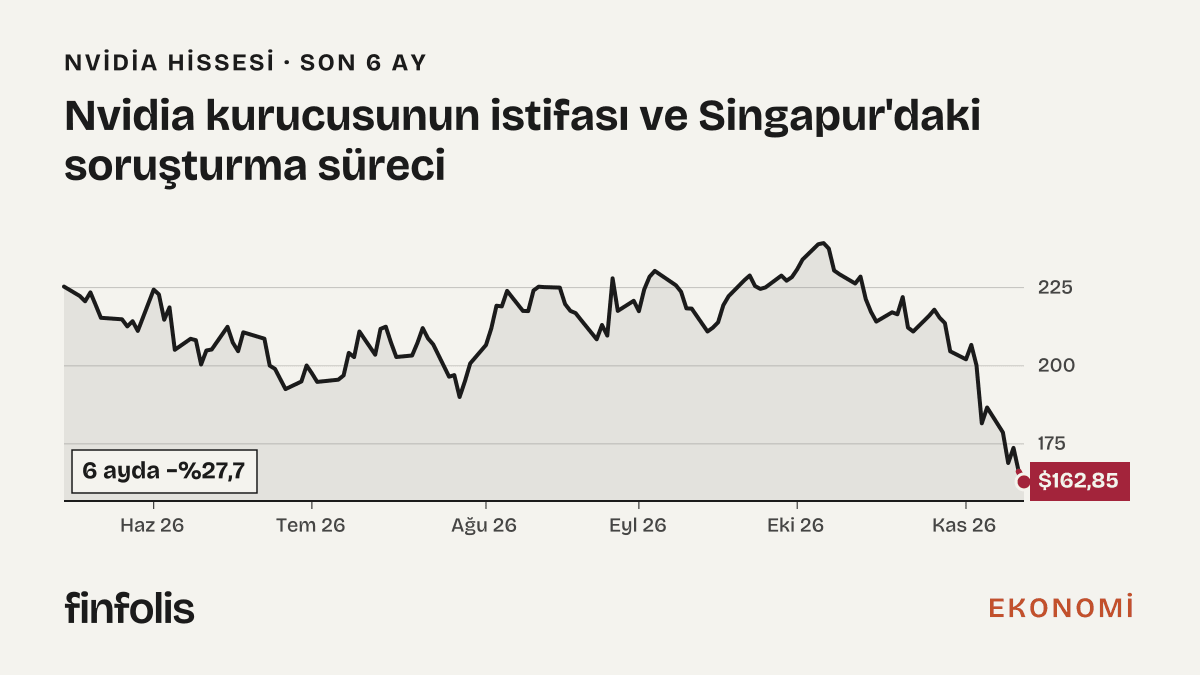 NVİDİA HİSSESİ · SON 6 AY
Nvidia kurucusunun istifası ve Singapur'daki
soruşturma süreci
225
200
175
6 ayda -%27,7
$162,85
Haz 26
Tem 26
Ağu 26
Eyl 26
Eki 26
Kas 26
finfolis
EKONOMİ